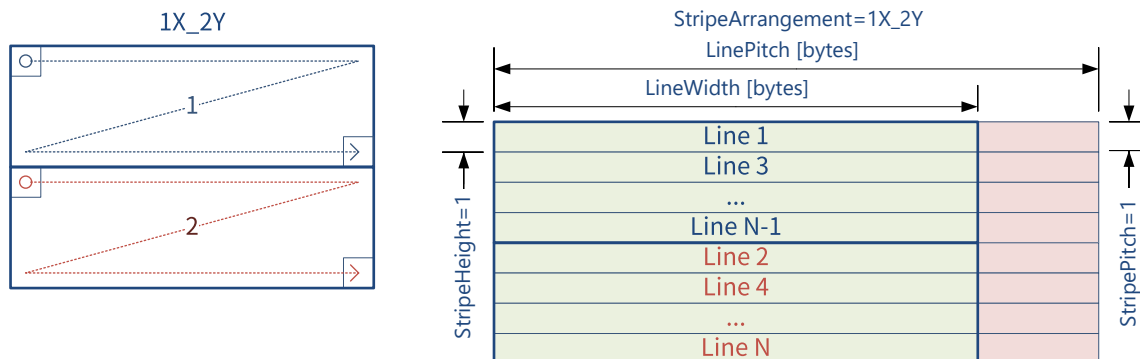 1X_2Y
1
2
StripeArrangement=1X_2Y
LinePitch [bytes]
LineWidth [bytes]
StripeHeight=1
Line 1
Line 3
...
Line N-1
Line 2
Line 4
...
Line N
StripePitch=1